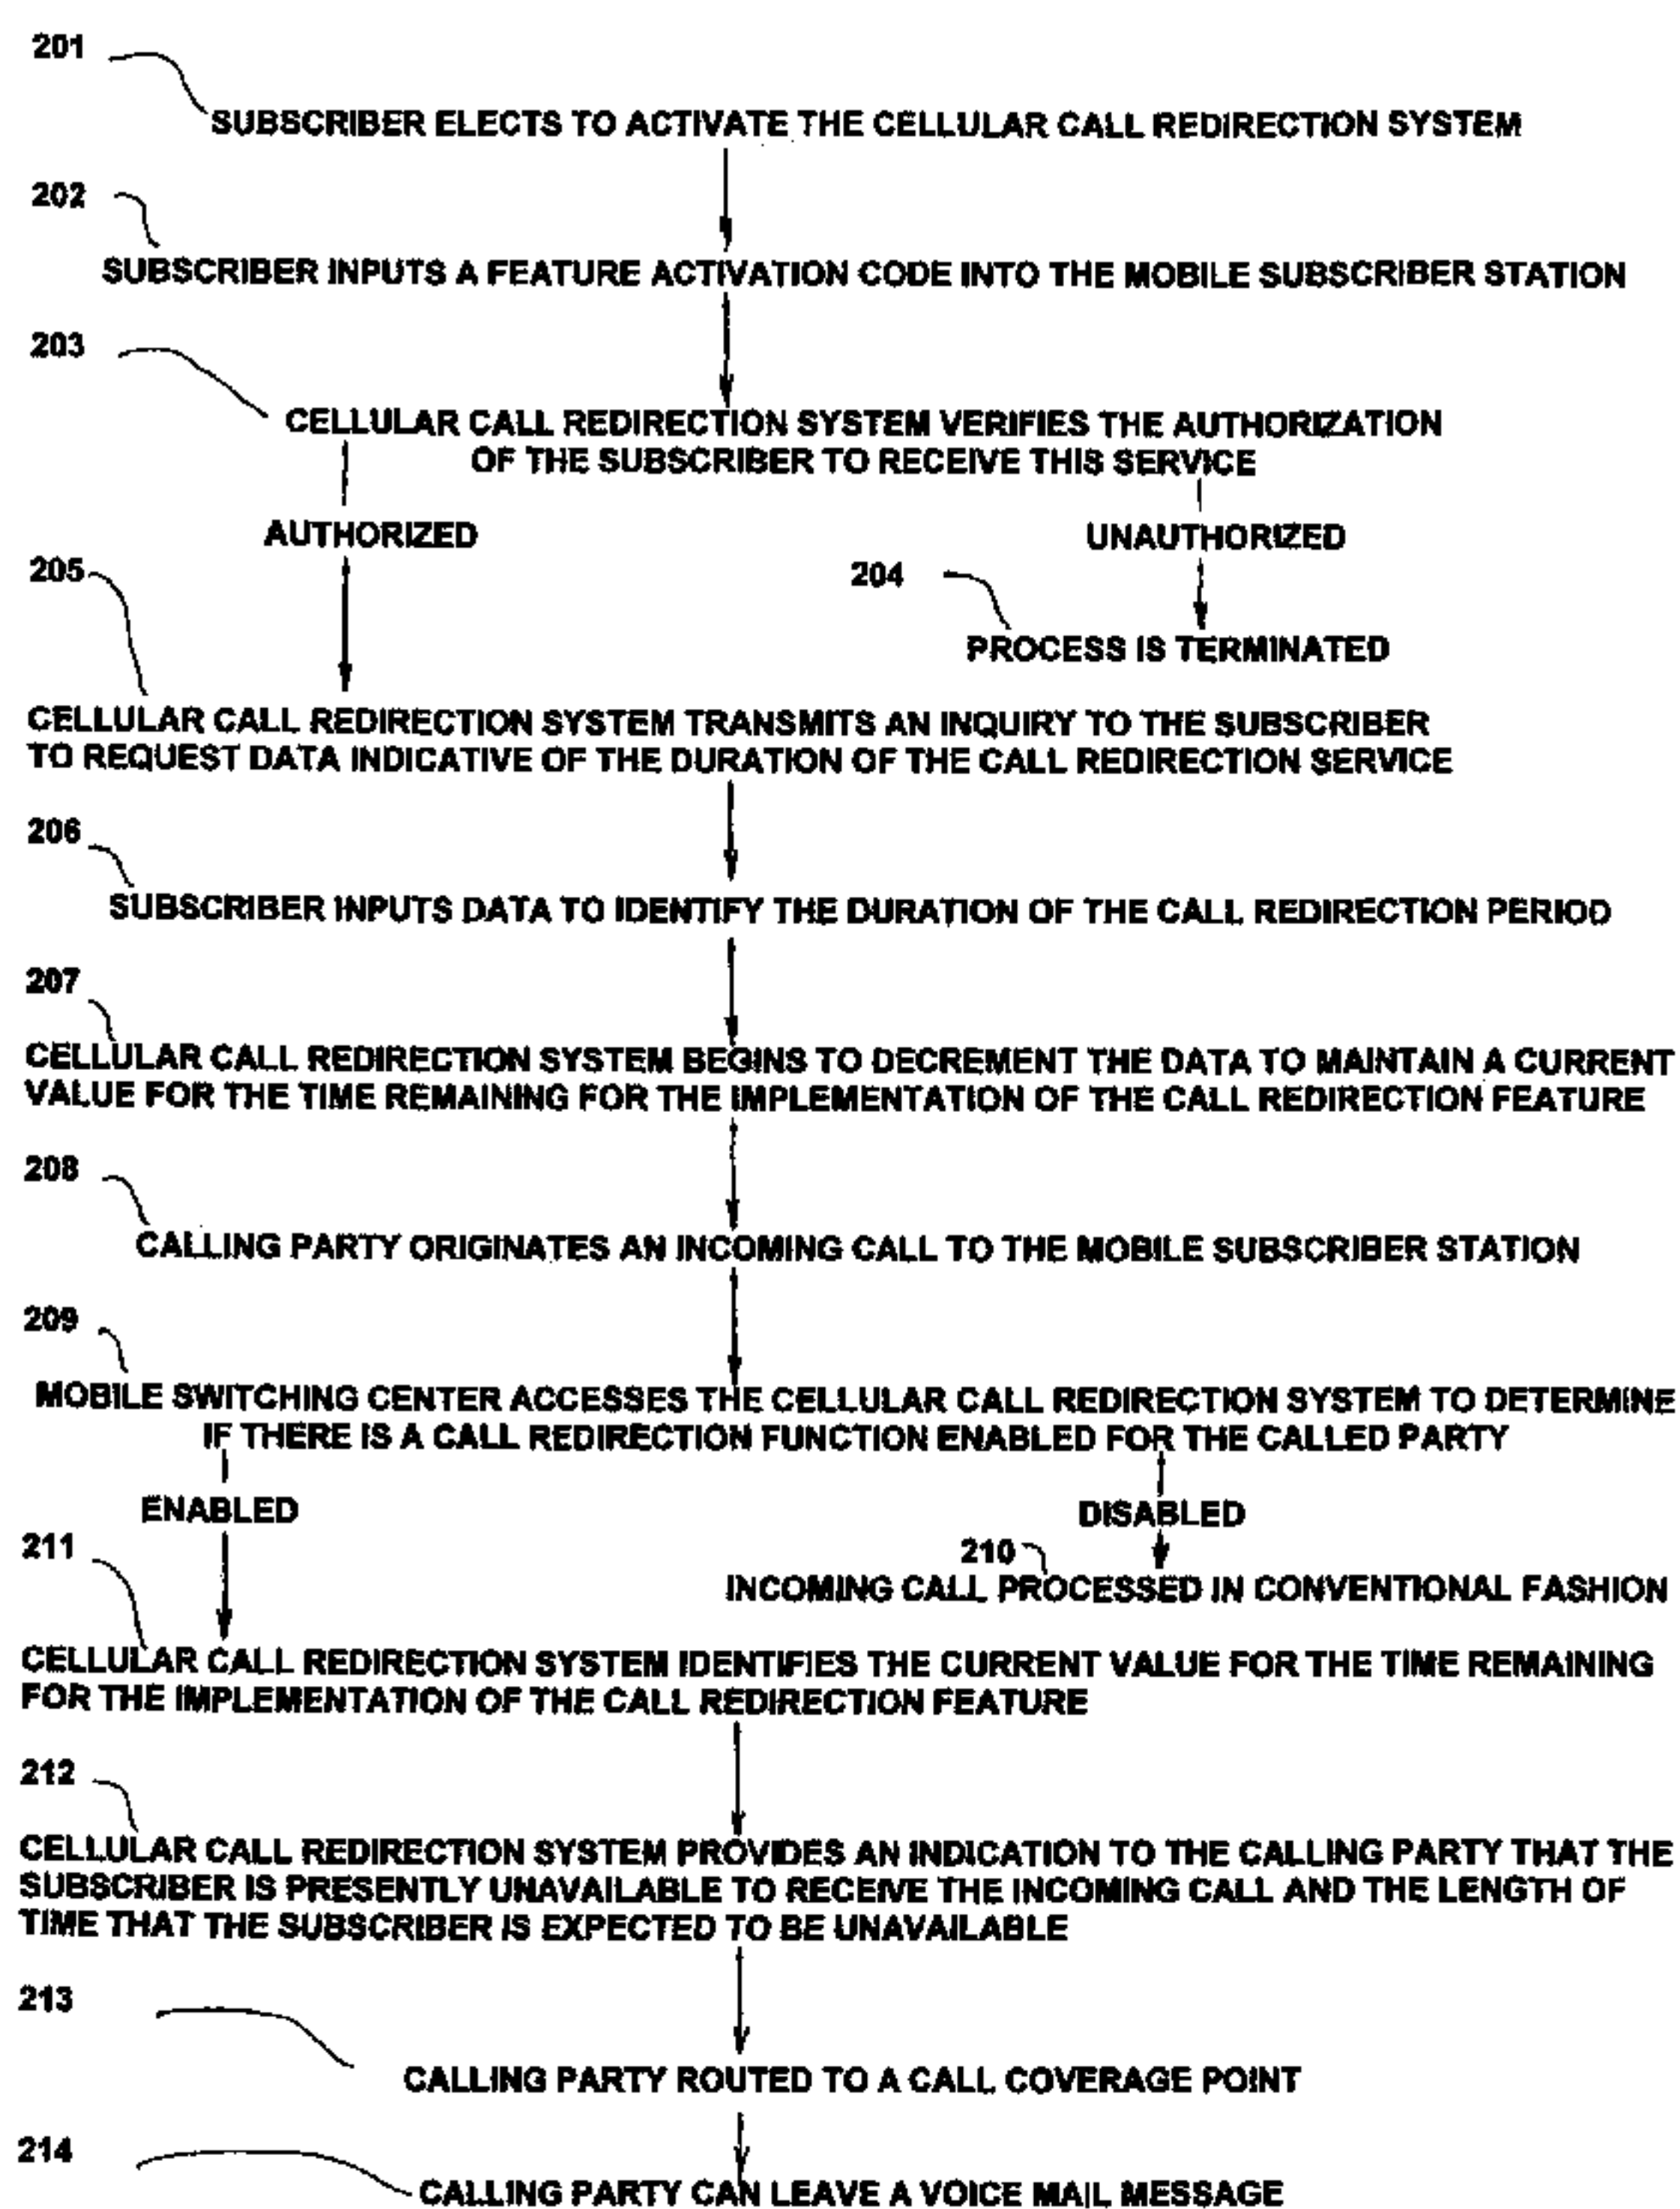 201
SUBSCRIBER ELECTS TO ACTIVATE THE CELLULAR CALL REDIRECTION SYSTEM
202
SUBSCRIBER INPUTS A FEATURE ACTIVATION CODE INTO THE MOBILE SUBSCRIBER STATION
203
CELLULAR CALL REDIRECTION SYSTEM VERIFIES THE AUTHORIZATION
OF THE SUBSCRIBER TO RECEIVE THIS SERVICE
AUTHORIZED
UNAUTHORIZED
205
204
PROCESS IS TERMINATED
CELLULAR CALL REDIRECTION SYSTEM TRANSMITS AN INQUIRY TO THE SUBSCRIBER
TO REQUEST DATA INDICATIVE OF THE DURATION OF THE CALL REDIRECTION SERVICE
206
SUBSCRIBER INPUTS DATA TO IDENTIFY THE DURATION OF THE CALL REDIRECTION PERIOD
207
CELLULAR CALL REDIRECTION SYSTEM BEGINS TO DECREMENT THE DATA TO MAINTAIN A CURRENT
VALUE FOR THE TIME REMAINING FOR THE IMPLEMENTATION OF THE CALL REDIRECTION FEATURE
208
CALLING PARTY ORIGINATES AN INCOMING CALL TO THE MOBILE SUBSCRIBER STATION
209
MOBILE SWITCHING CENTER ACCESSES THE CELLULAR CALL REDIRECTION SYSTEM TO DETERMINE
IF THERE IS A CALL REDIRECTION FUNCTION ENABLED FOR THE CALLED PARTY
ENABLED
DISABLED
211
210
INCOMING CALL PROCESSED IN CONVENTIONAL FASHION
CELLULAR CALL REDIRECTION SYSTEM IDENTIFIES THE CURRENT VALUE FOR THE TIME REMAINING
FOR THE IMPLEMENTATION OF THE CALL REDIRECTION FEATURE
212
CELLULAR CALL REDIRECTION SYSTEM PROVIDES AN INDICATION TO THE CALLING PARTY THAT THE
SUBSCRIBER IS PRESENTLY UNAVAILABLE TO RECEIVE THE INCOMING CALL AND THE LENGTH OF
TIME THAT THE SUBSCRIBER IS EXPECTED TO BE UNAVAILABLE
213
CALLING PARTY ROUTED TO A CALL COVERAGE POINT
214
CALLING PARTY CAN LEAVE A VOICE MAIL MESSAGE